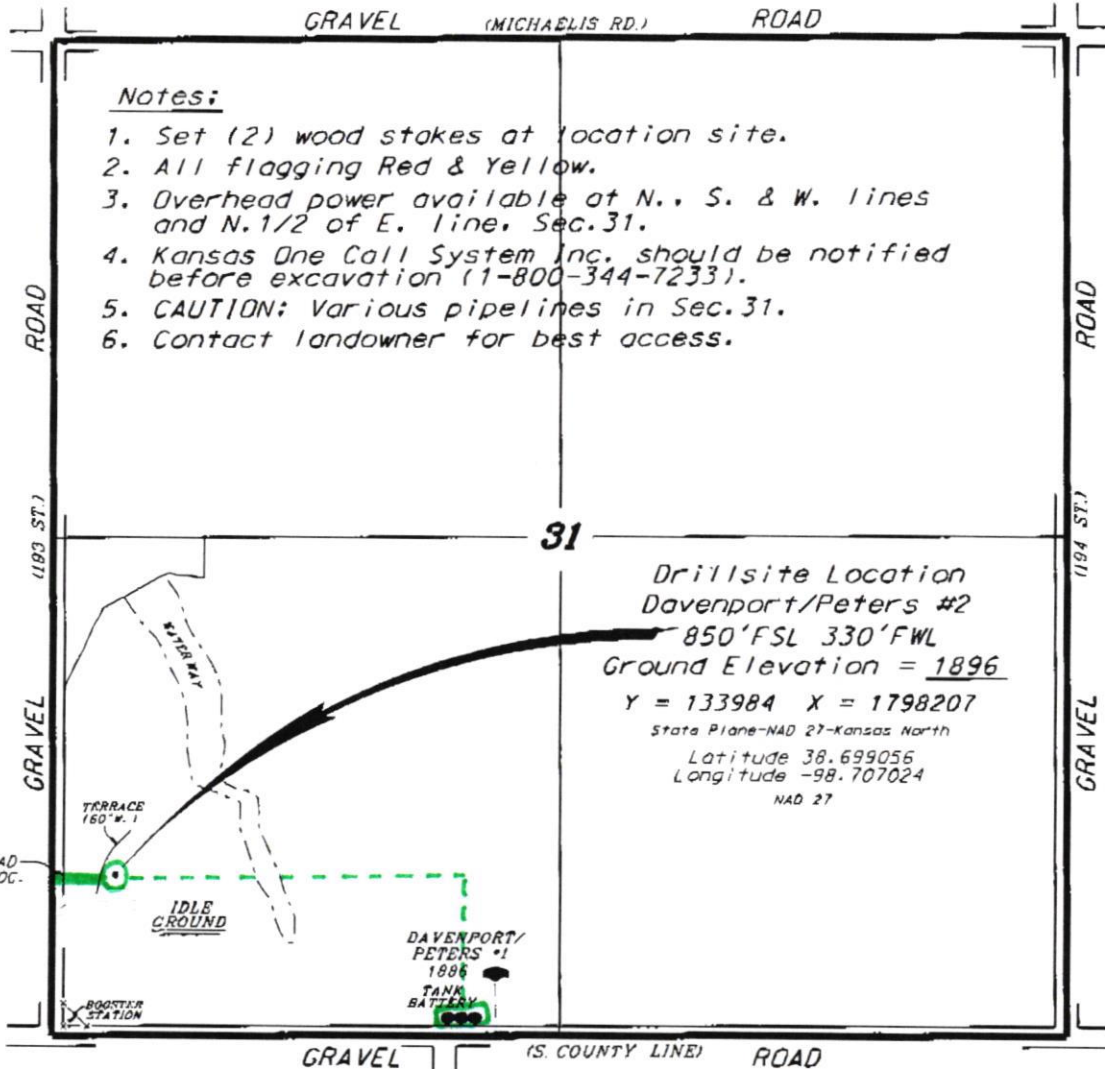 GRAVEL (MICHAELIS RD.) ROAD
Notes:
1. Set (2) wood stakes at location site.
2. All flagging Red & Yellow.
3. Overhead power available at N., S. & W. lines
and N.1/2 of E. line, Sec.31.
4. Kansas One Call System Inc. should be notified
before excavation (1-800-344-7233).
5. CAUTION: Various pipelines in Sec.31.
6. Contact landowner for best access.
ROAD
ROAD
(193 ST.)
(194 ST.)
31
Drillsite Location
Davenport/Peters #2
850'FSL 330'FWL
Ground Elevation = 1896
Y = 133984 X = 1798207
State Plane-NAD 27-Kansas North
Latitude 38.699056
Longitude -98.707024
NAD 27
WATERWAY
GRAVEL
GRAVEL
TERRACE
(60'W.)
IDLE
GROUND
DAVENPORT/
PETERS #1
1886
TANK
BATTERY
BOOSTER
STATION
GRAVEL (S. COUNTY LINE) ROAD